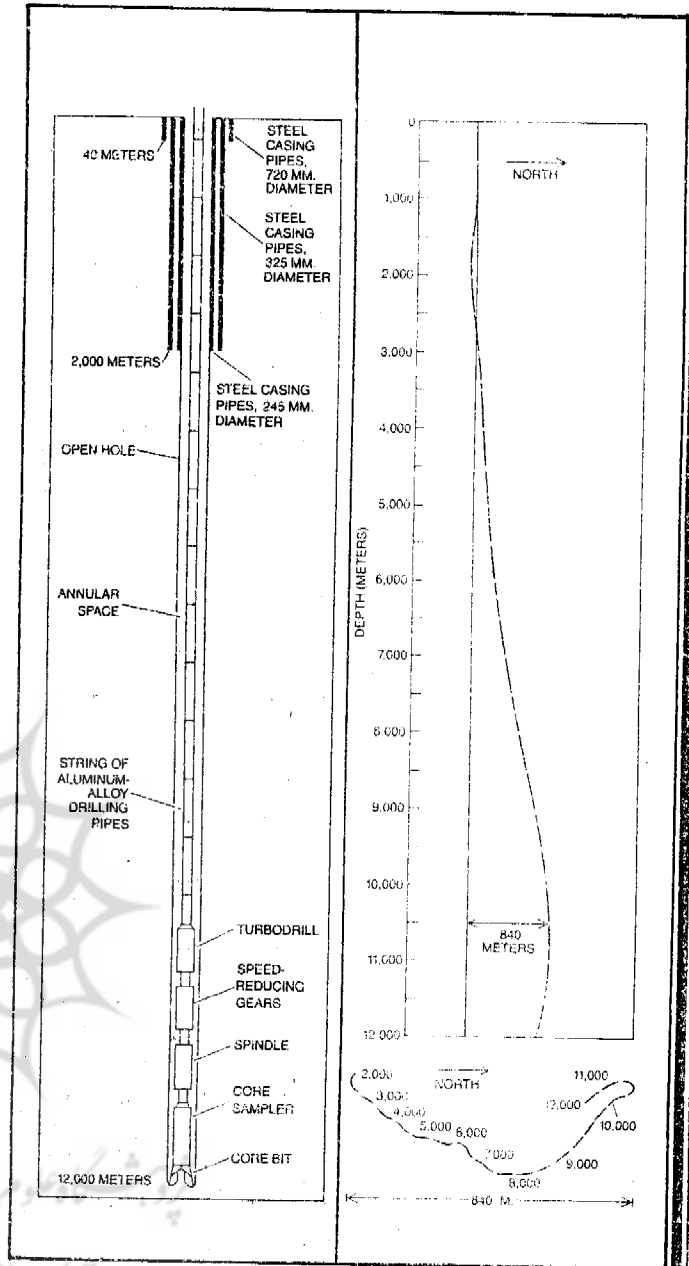 40 METERS
STEEL
CASING
PIPES,
720 MM.
DIAMETER
STEEL
CASING
PIPES,
325 MM.
DIAMETER
2,000 METERS
STEEL CASING
PIPES, 245 MM.
DIAMETER
OPEN HOLE
ANNULAR
SPACE
STRING OF
ALUMINUM-
ALLOY
DRILLING
PIPES
TURBODRILL
SPEED-
REDUCING
GEARS
SPINDLE
CORE
SAMPLER
CORE BIT
12,000 METERS
0
NORTH
1,000
2,000
3,000
4,000
5,000
DEPTH (METERS)
6,000
7,000
8,000
9,000
10,000
840
METERS
11,000
12,000
NORTH
2,000
3,000
4,000
5,000
6,000
7,000
8,000
9,000
10,000
11,000
12,000
840 M.